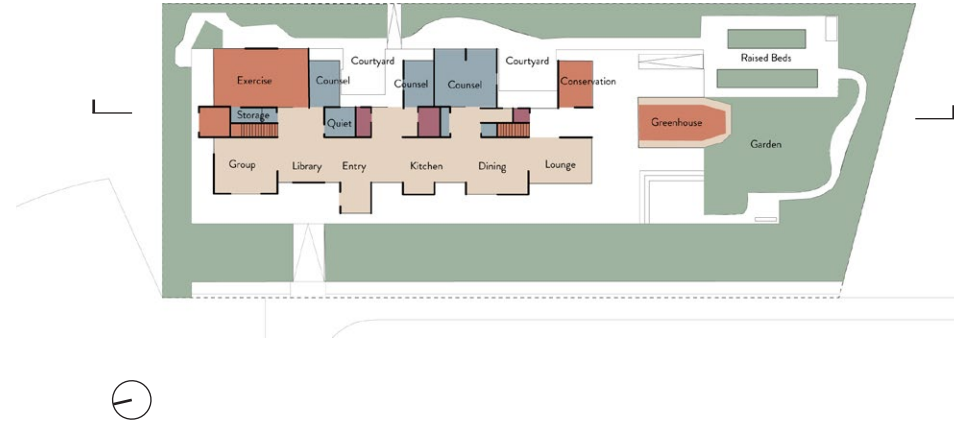 Raised Beds
Courtyard
Courtyard
Exercise
Counsel
Counsel
Counsel
Conservation
Storage
Quiet
Greenhouse
Garden
Group
Library
Entry
Kitchen
Dining
Lounge